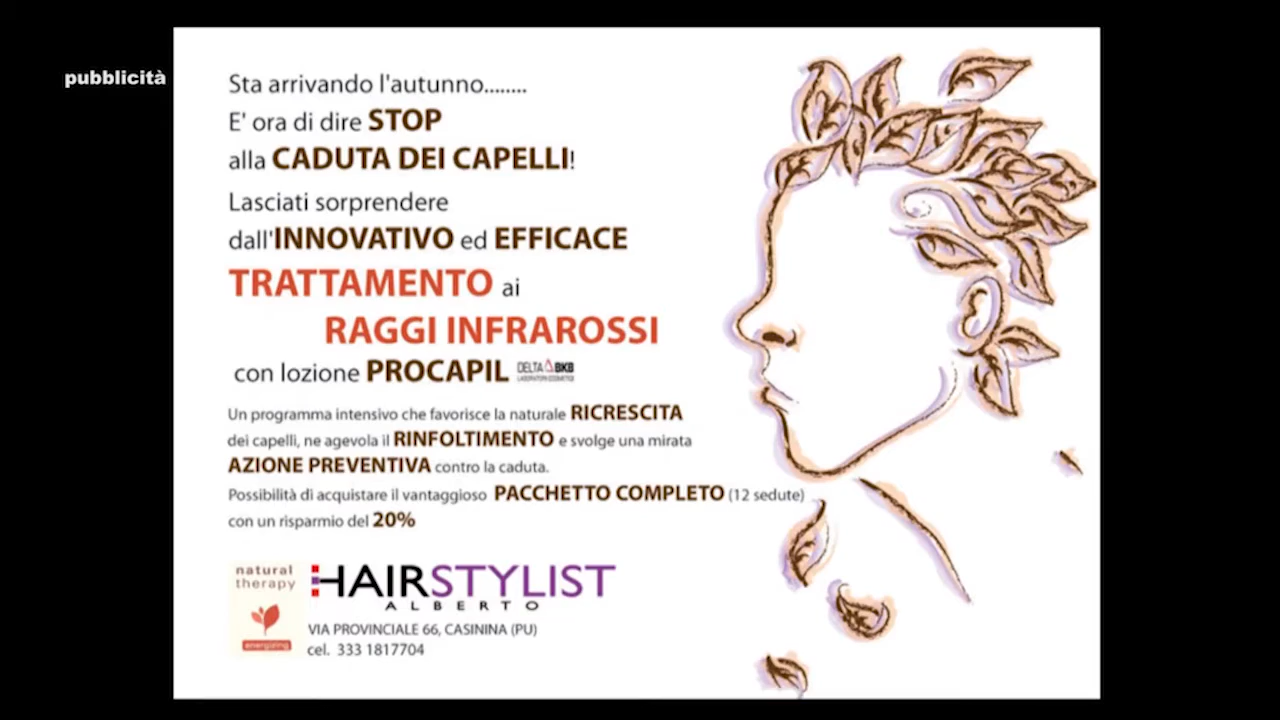 pubblicità
Sta arrivando l'autunno........
E' ora di dire STOP
alla CADUTA DEI CAPELLI!
Lasciati sorprendere
dall'INNOVATIVO ed EFFICACE
TRATTAMENTO ai
RAGGI INFRAROSSI
con lozione PROCAPIL DELTA BKB
Un programma intensivo che favorisce la naturale RICRESCITA
dei capelli, ne agevola il RINFOLTIMENTO e svolge una mirata
AZIONE PREVENTIVA contro la caduta.
Possibilità di acquistare il vantaggioso PACCHETTO COMPLETO (12 sedute)
con un risparmio del 20%
natural
therapy
energizing
HAIRSTYLIST
ALBERTO
VIA PROVINCIALE 66, CASININA (PU)
cel. 333 1817704